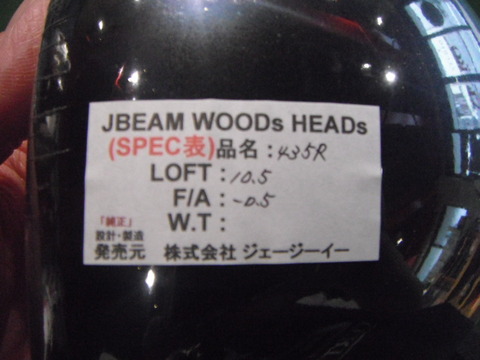 JBEAM WOODs HEADs
(SPEC表)品名:435R
LOFT:10.5
F/A:-0.5
W.T:
「純正」
設計・製造
発売元 株式会社 ジェージーイー